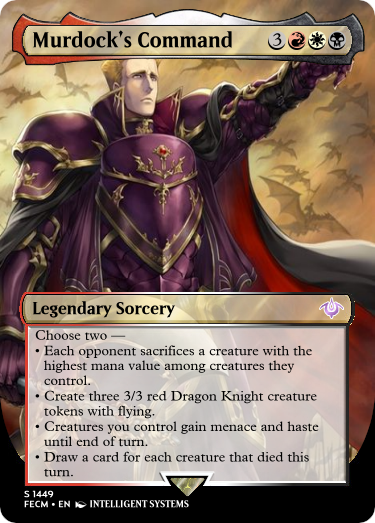 Murdock's Command 3
Legendary Sorcery
Choose two —
• Each opponent sacrifices a creature with the
highest mana value among creatures they
control.
• Create three 3/3 red Dragon Knight creature
tokens with flying.
• Creatures you control gain menace and haste
until end of turn.
• Draw a card for each creature that died this
turn.
S 1449
FECM • EN INTELLIGENT SYSTEMS